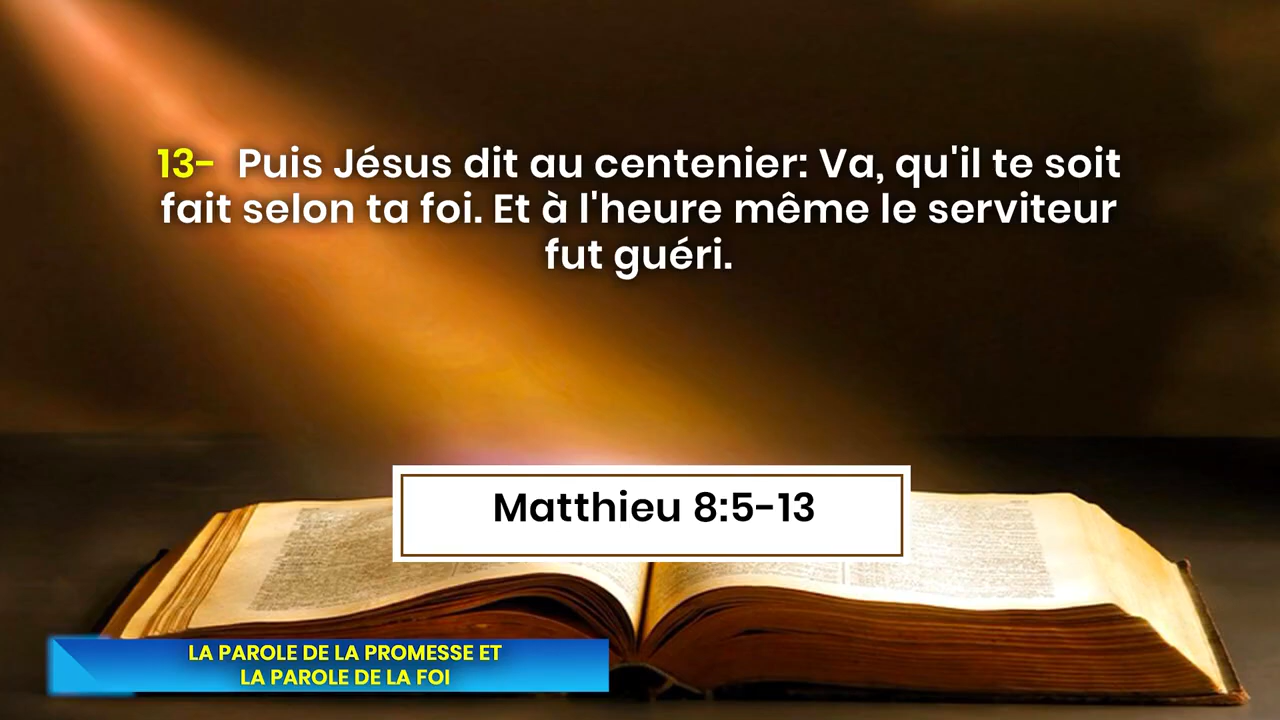 13- Puis Jésus dit au centenier: Va, qu'il te soit
fait selon ta foi. Et à l'heure même le serviteur
fut guéri.
Matthieu 8:5-13
LA PAROLE DE LA PROMESSE ET
LA PAROLE DE LA FOI